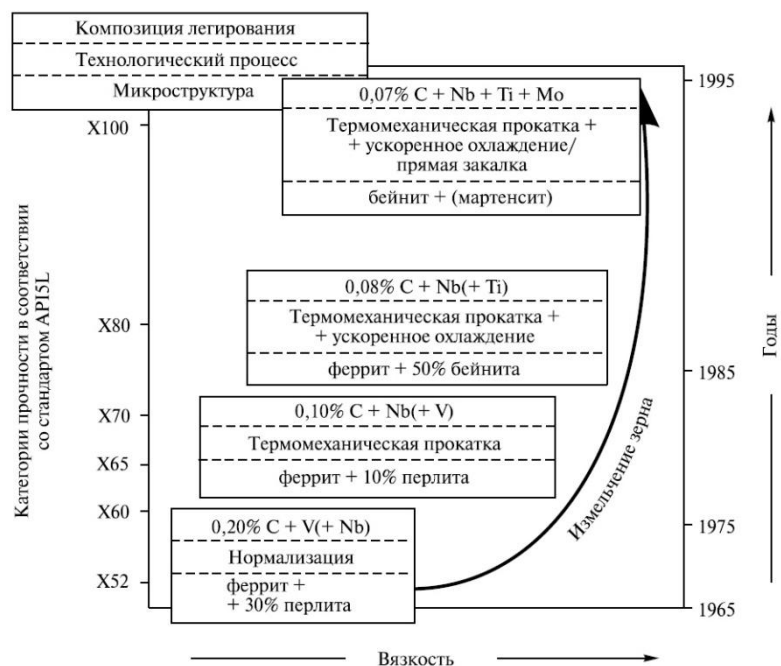 Композиция легирования
Технологический процесс
Микроструктура
1995
0,07% C + Nb + Ti + Mo
X100
Термомеханическая прокатка +
+ ускоренное охлаждение/
прямая закалка
бейнит + (мартенсит)
Категории прочности в соответствии
со стандартом API5L
0,08% C + Nb(+ Ti)
X80
Термомеханическая прокатка +
+ускоренное охлаждение
Годы
феррит + 50% бейнита
1985
X70
0,10% C + Nb(+ V)
Термомеханическая прокатка
X65
феррит + 10% перлита
Измельчение зерна
X60
0,20% C + V(+ Nb)
1975
Нормализация
X52
феррит +
+ 30% перлита
1965
Вязкость